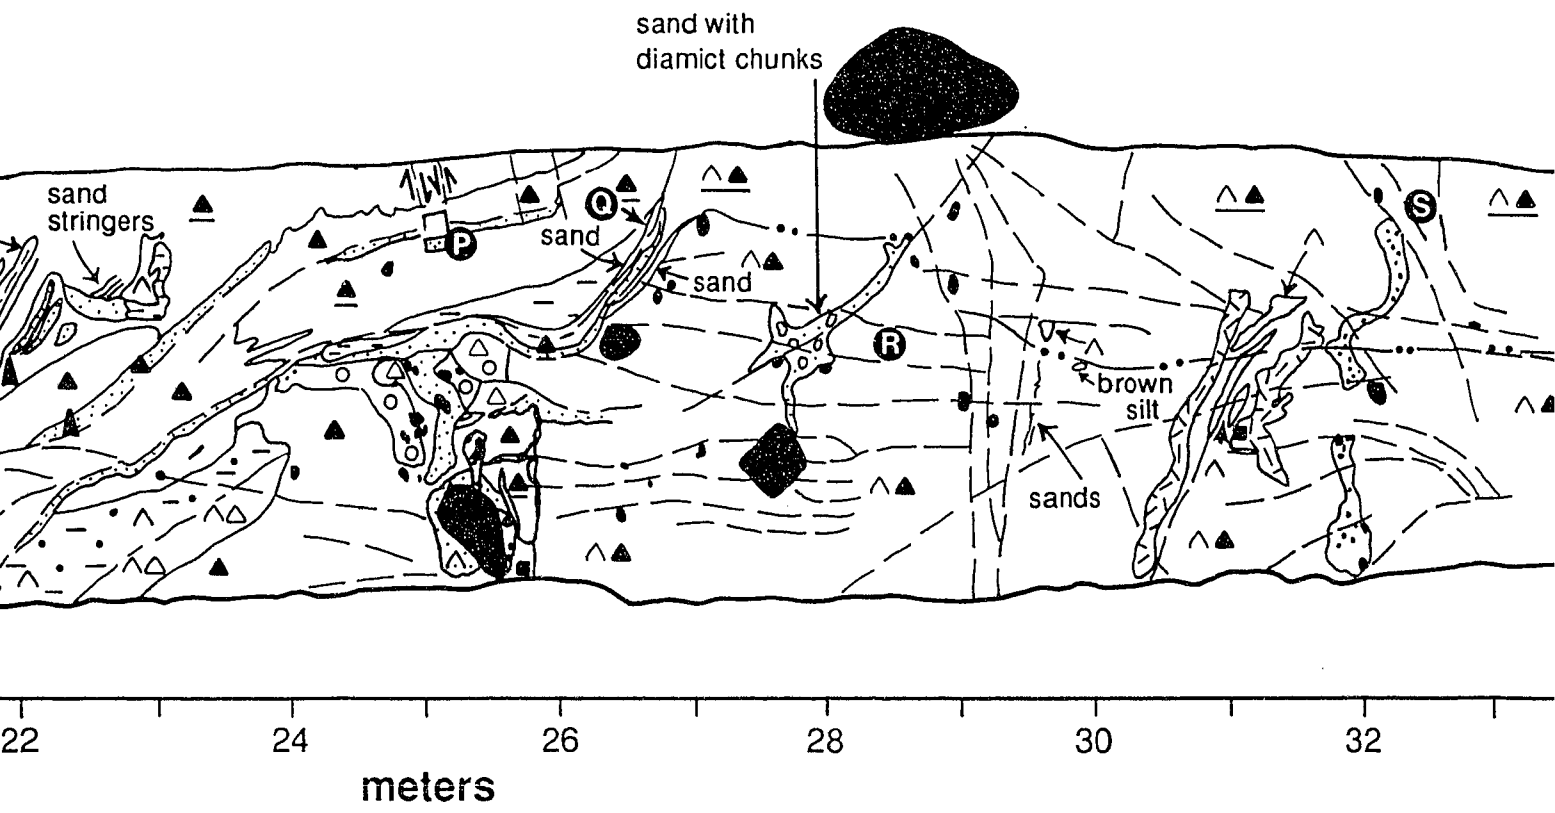 sand with
diamict chunks
sand
stringers
Q
S
sand
P
sand
R
brown
silt
sands
22
24
26
28
30
32
meters